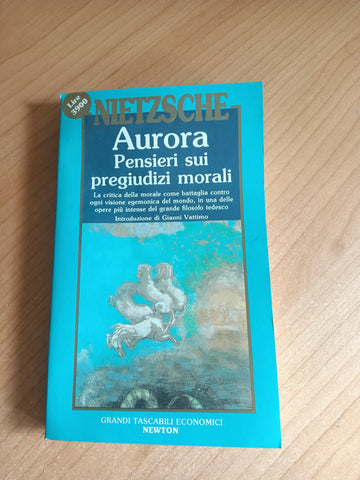 Lire
3900
NIETZSCHE
Aurora
Pensieri sui
pregiudizi morali
La critica della morale come battaglia contro
ogni visione egemonica del mondo, in una delle
opere più intense del grande filosofo tedesco
Introduzione di Gianni Vattimo
GRANDI TASCABILI ECONOMICI
NEWTON